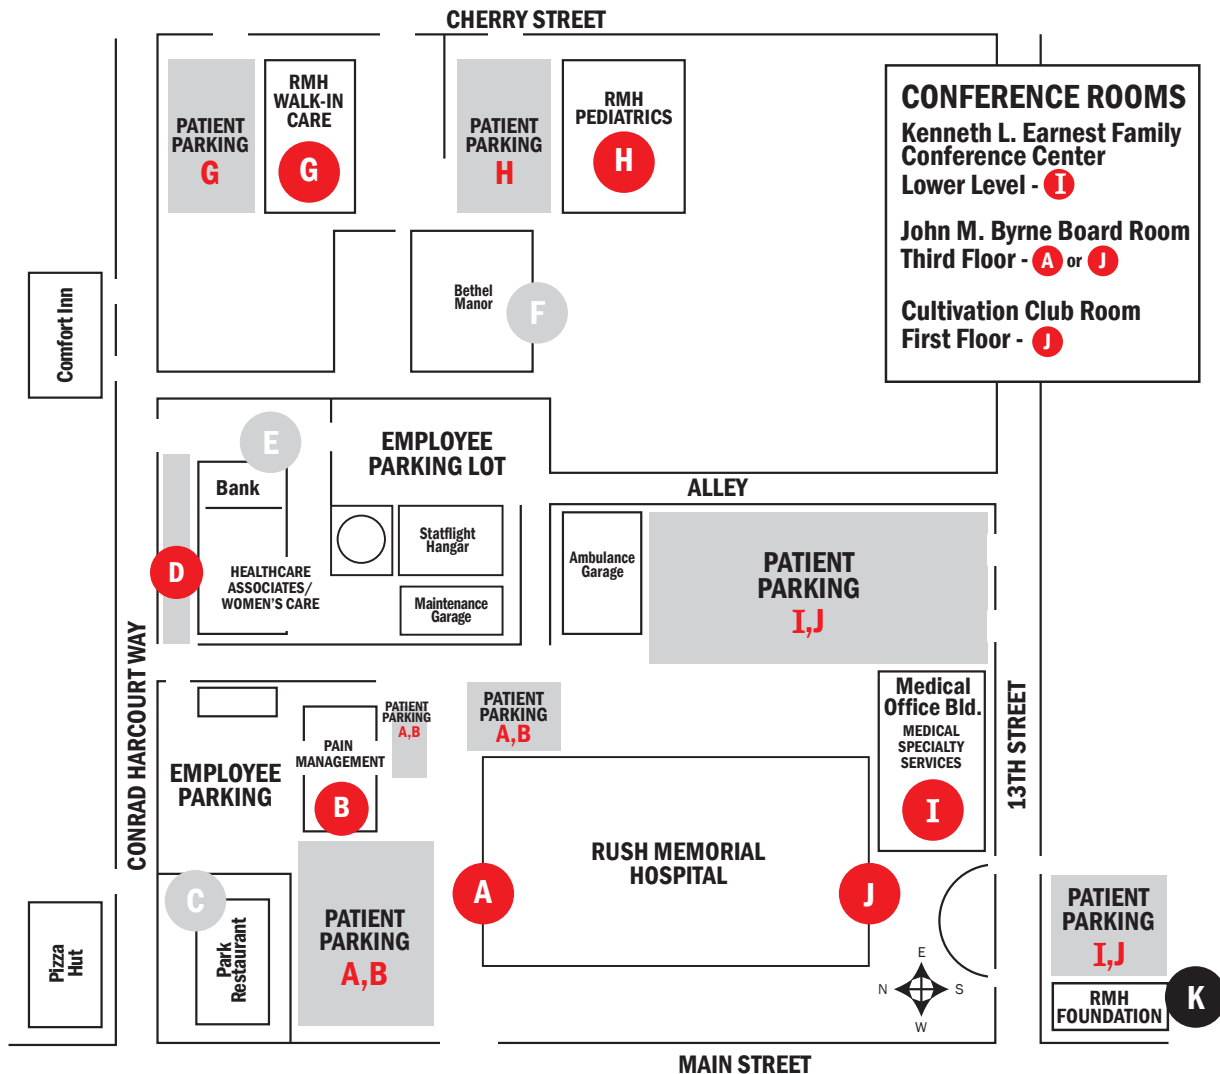 CHERRY STREET
RMH
WALK-IN
CARE
G
PATIENT
PARKING
G
PATIENT
PARKING
H
RMH
PEDIATRICS
H
CONFERENCE ROOMS
Kenneth L. Earnest Family
Conference Center
Lower Level - I
John M. Byrne Board Room
Third Floor - A or J
Cultivation Club Room
First Floor - J
Comfort Inn
Bethel
Manor
F
E
Bank
D
HEALTHCARE
ASSOCIATES/
WOMEN'S CARE
EMPLOYEE
PARKING LOT
Statflight
Hangar
Maintenance
Garage
ALLEY
Ambulance
Garage
PATIENT
PARKING
I,J
CONRAD HARCOURT WAY
EMPLOYEE
PARKING
PAIN
MANAGEMENT
B
PATIENT
PARKING
A,B
PATIENT
PARKING
A,B
Medical
Office Bld.
MEDICAL
SPECIALTY
SERVICES
I
13TH STREET
RUSH MEMORIAL
HOSPITAL
A
J
C
Park
Restaurant
PATIENT
PARKING
A,B
Pizza
Hut
E
N
S
W
PATIENT
PARKING
I,J
RMH
FOUNDATION
K
MAIN STREET